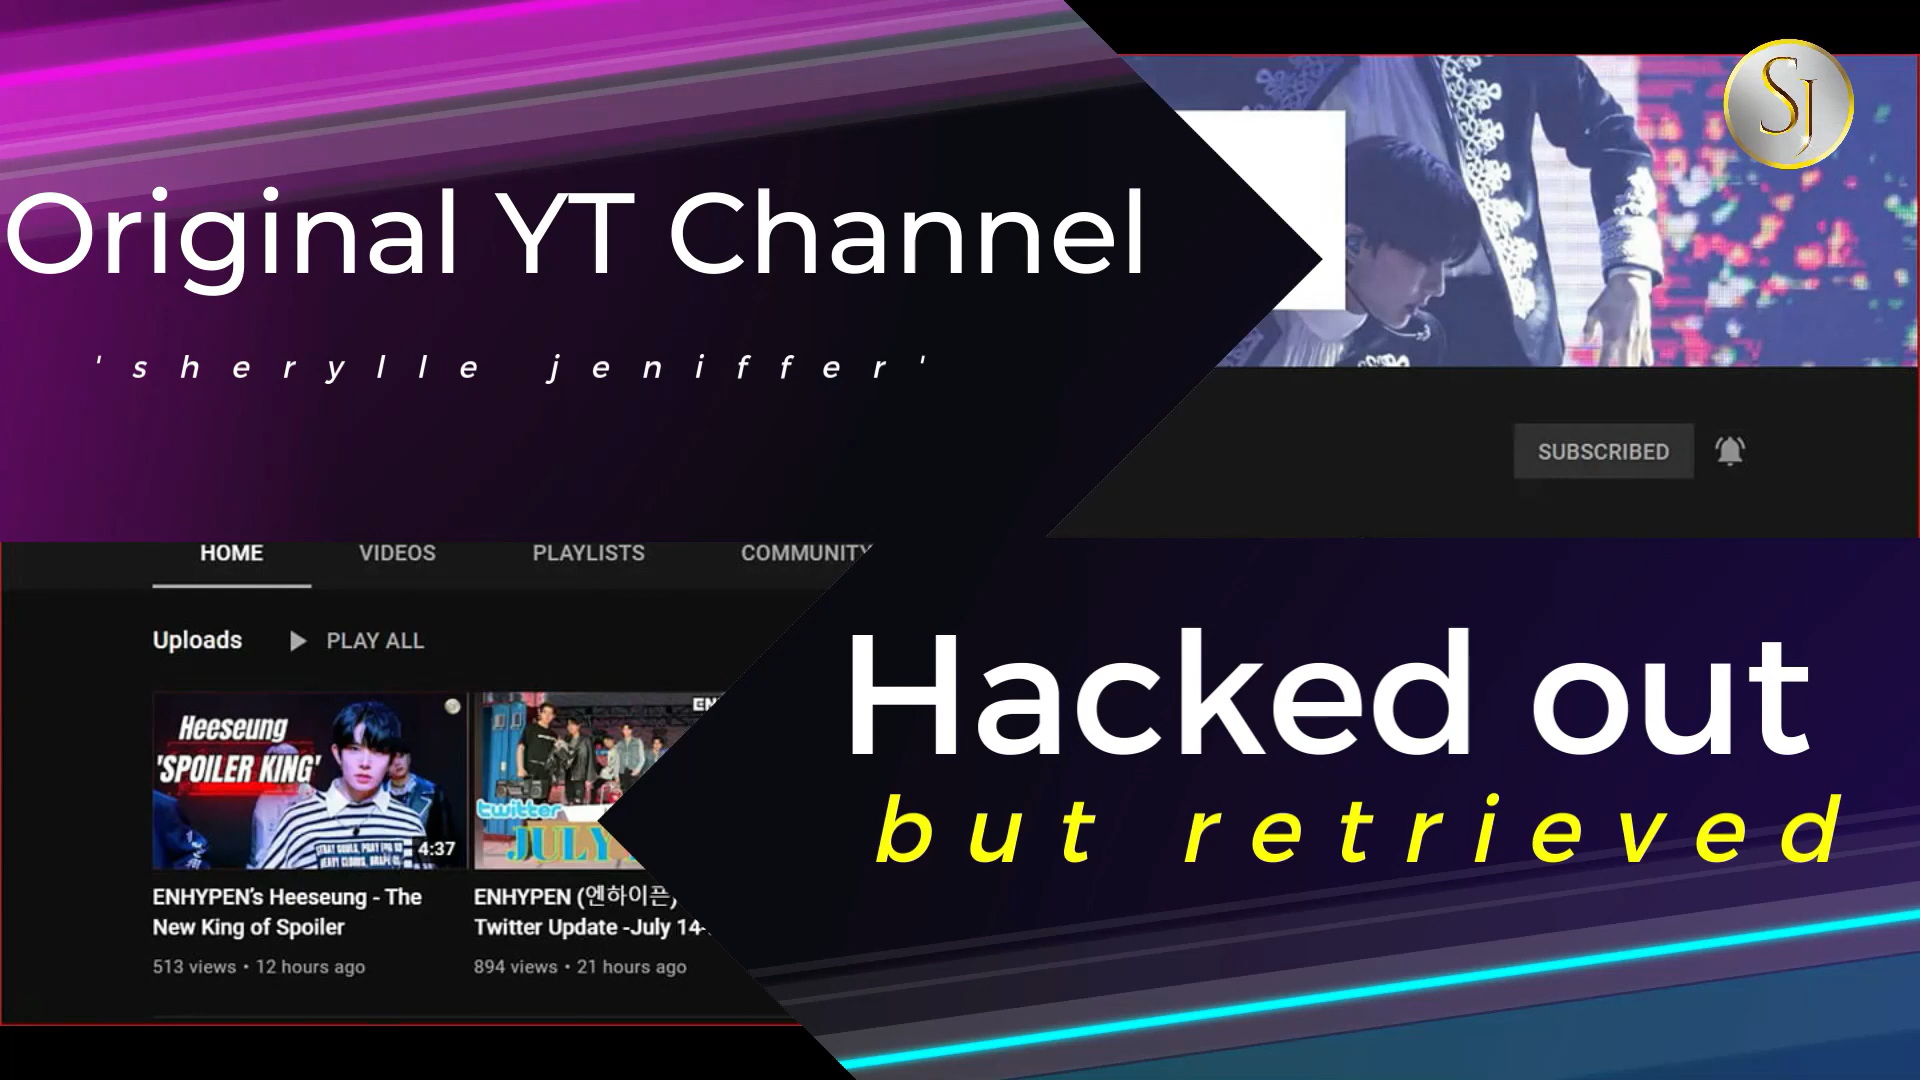 SJ
Original YT Channel
'sherylle jeniffer'
SUBSCRIBED
HOME VIDEOS PLAYLISTS COMMUNITY
Uploads PLAY ALL
Heeseung
'SPOILER KING'
4:37
EN
twitter
JULY
ENHYPEN's Heeseung - The
New King of Spoiler
513 views • 12 hours ago
ENHYPEN (엔하이픈)
Twitter Update -July 14-
894 views • 21 hours ago
Hacked out
but retrieved